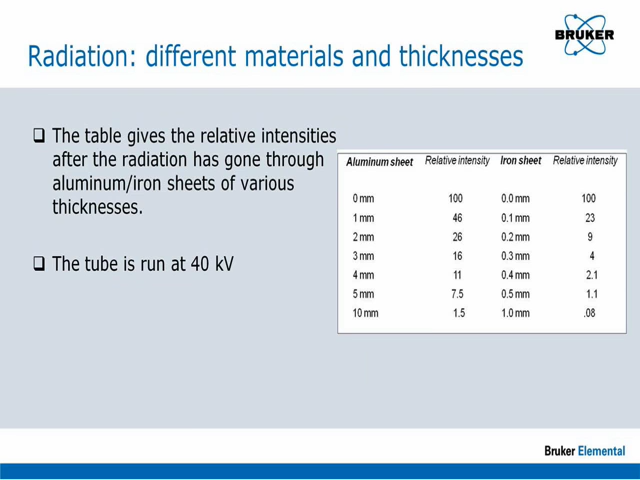 BRUKER
Radiation: different materials and thicknesses
❑ The table gives the relative intensities
after the radiation has gone through
aluminum/iron sheets of various
thicknesses.
❑ The tube is run at 40 kV
Aluminum sheet Relative intensity Iron sheet Relative intensity
0 mm 100 0.0 mm 100
1 mm 46 0.1 mm 23
2 mm 26 0.2 mm 9
3 mm 16 0.3 mm 4
4 mm 11 0.4 mm 2.1
5 mm 7.5 0.5 mm 1.1
10 mm 1.5 1.0 mm .08
Bruker Elemental